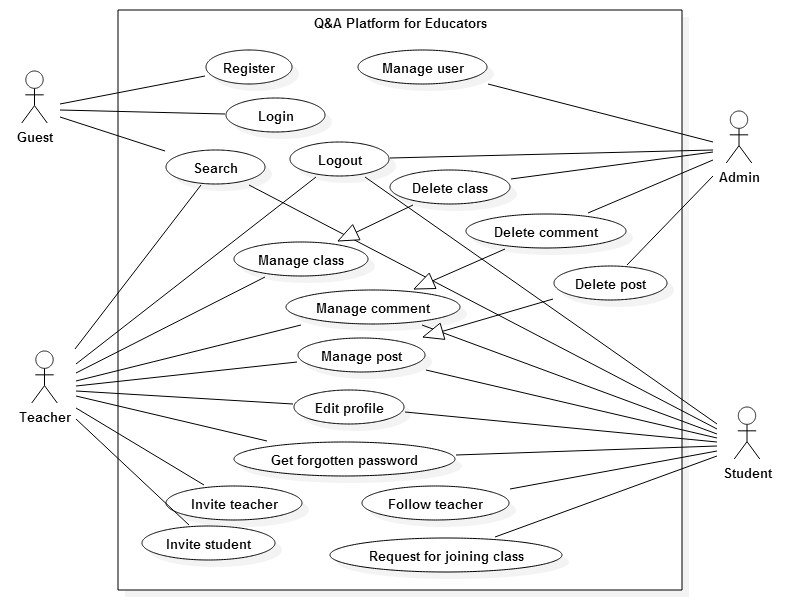 Q&A Platform for Educators
Register
Manage user
Login
Guest
Search
Logout
Admin
Delete class
Delete comment
Manage class
Delete post
Manage comment
Manage post
Teacher
Edit profile
Get forgotten password
Student
Invite teacher
Follow teacher
Invite student
Request for joining class